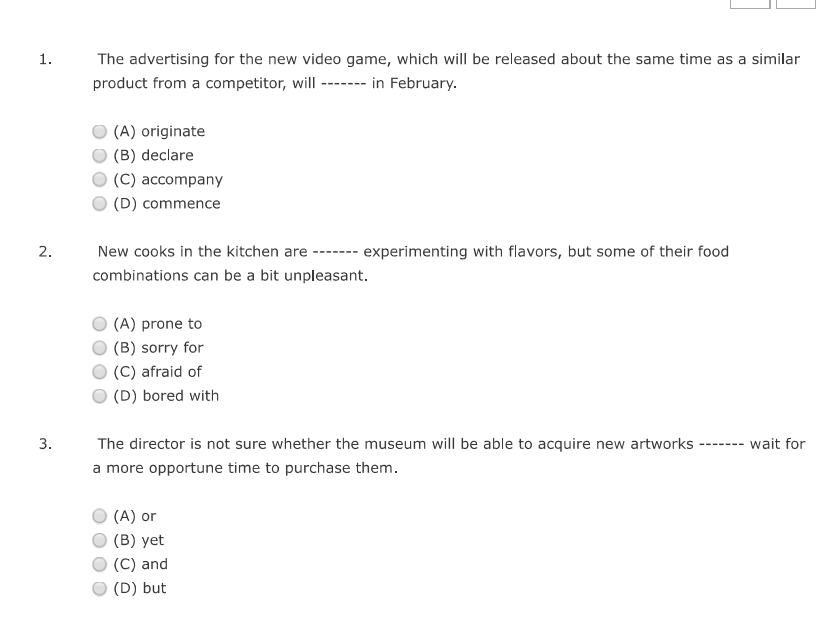 1. The advertising for the new video game, which will be released about the same time as a similar
product from a competitor, will ------- in February.
(A) originate
(B) declare
(C) accompany
(D) commence
2. New cooks in the kitchen are ------- experimenting with flavors, but some of their food
combinations can be a bit unpleasant.
(A) prone to
(B) sorry for
(C) afraid of
(D) bored with
3. The director is not sure whether the museum will be able to acquire new artworks ------- wait for
a more opportune time to purchase them.
(A) or
(B) yet
(C) and
(D) but